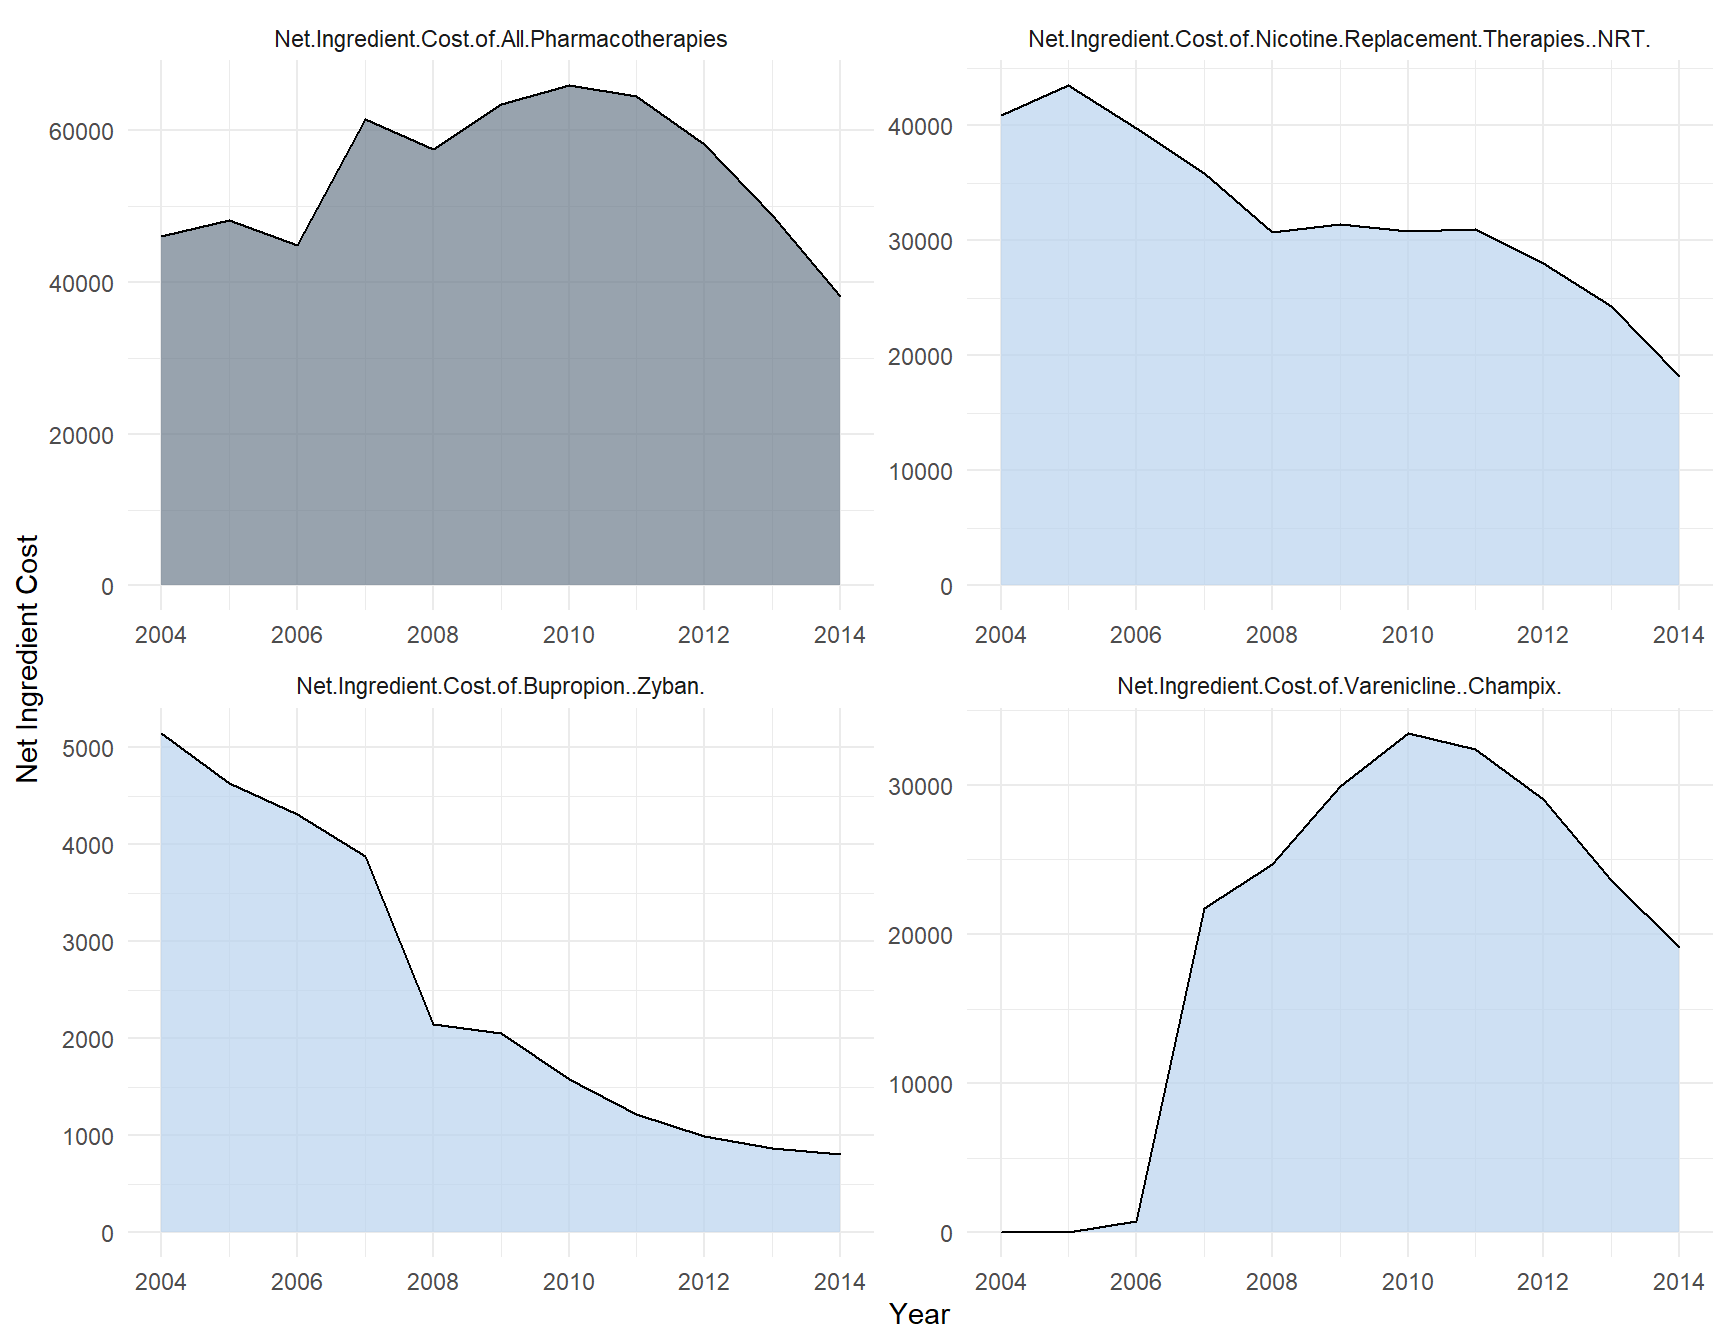 Net.Ingredient.Cost.of.All.Pharmacotherapies
60000
40000
20000
0
2004 2006 2008 2010 2012 2014
Net.Ingredient.Cost.of.Nicotine.Replacement.Therapies..NRT.
40000
30000
20000
10000
0
2004 2006 2008 2010 2012 2014
Net Ingredient Cost
Net.Ingredient.Cost.of.Bupropion..Zyban.
5000
4000
3000
2000
1000
0
2004 2006 2008 2010 2012 2014
Net.Ingredient.Cost.of.Varenicline..Champix.
30000
20000
10000
0
2004 2006 2008 2010 2012 2014
Year